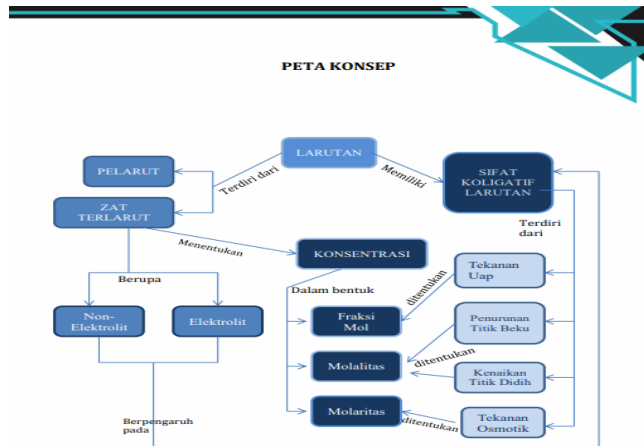 PETA KONSEP
LARUTAN
PELARUT
Terdiri dari
Memiliki
SIFAT
KOLIGATIF
LARUTAN
ZAT
TERLARUT
Terdiri
dari
Menentukan
KONSENTRASI
Berupa
Dalam bentuk
ditentukan
Tekanan
Uap
Non-
Elektrolit
Elektrolit
Fraksi
Mol
Penurunan
Titik Beku
ditentukan
Molalitas
Kenaikan
Titik Didih
Molaritas
ditentukan
Tekanan
Osmotik
Berpengaruh
pada